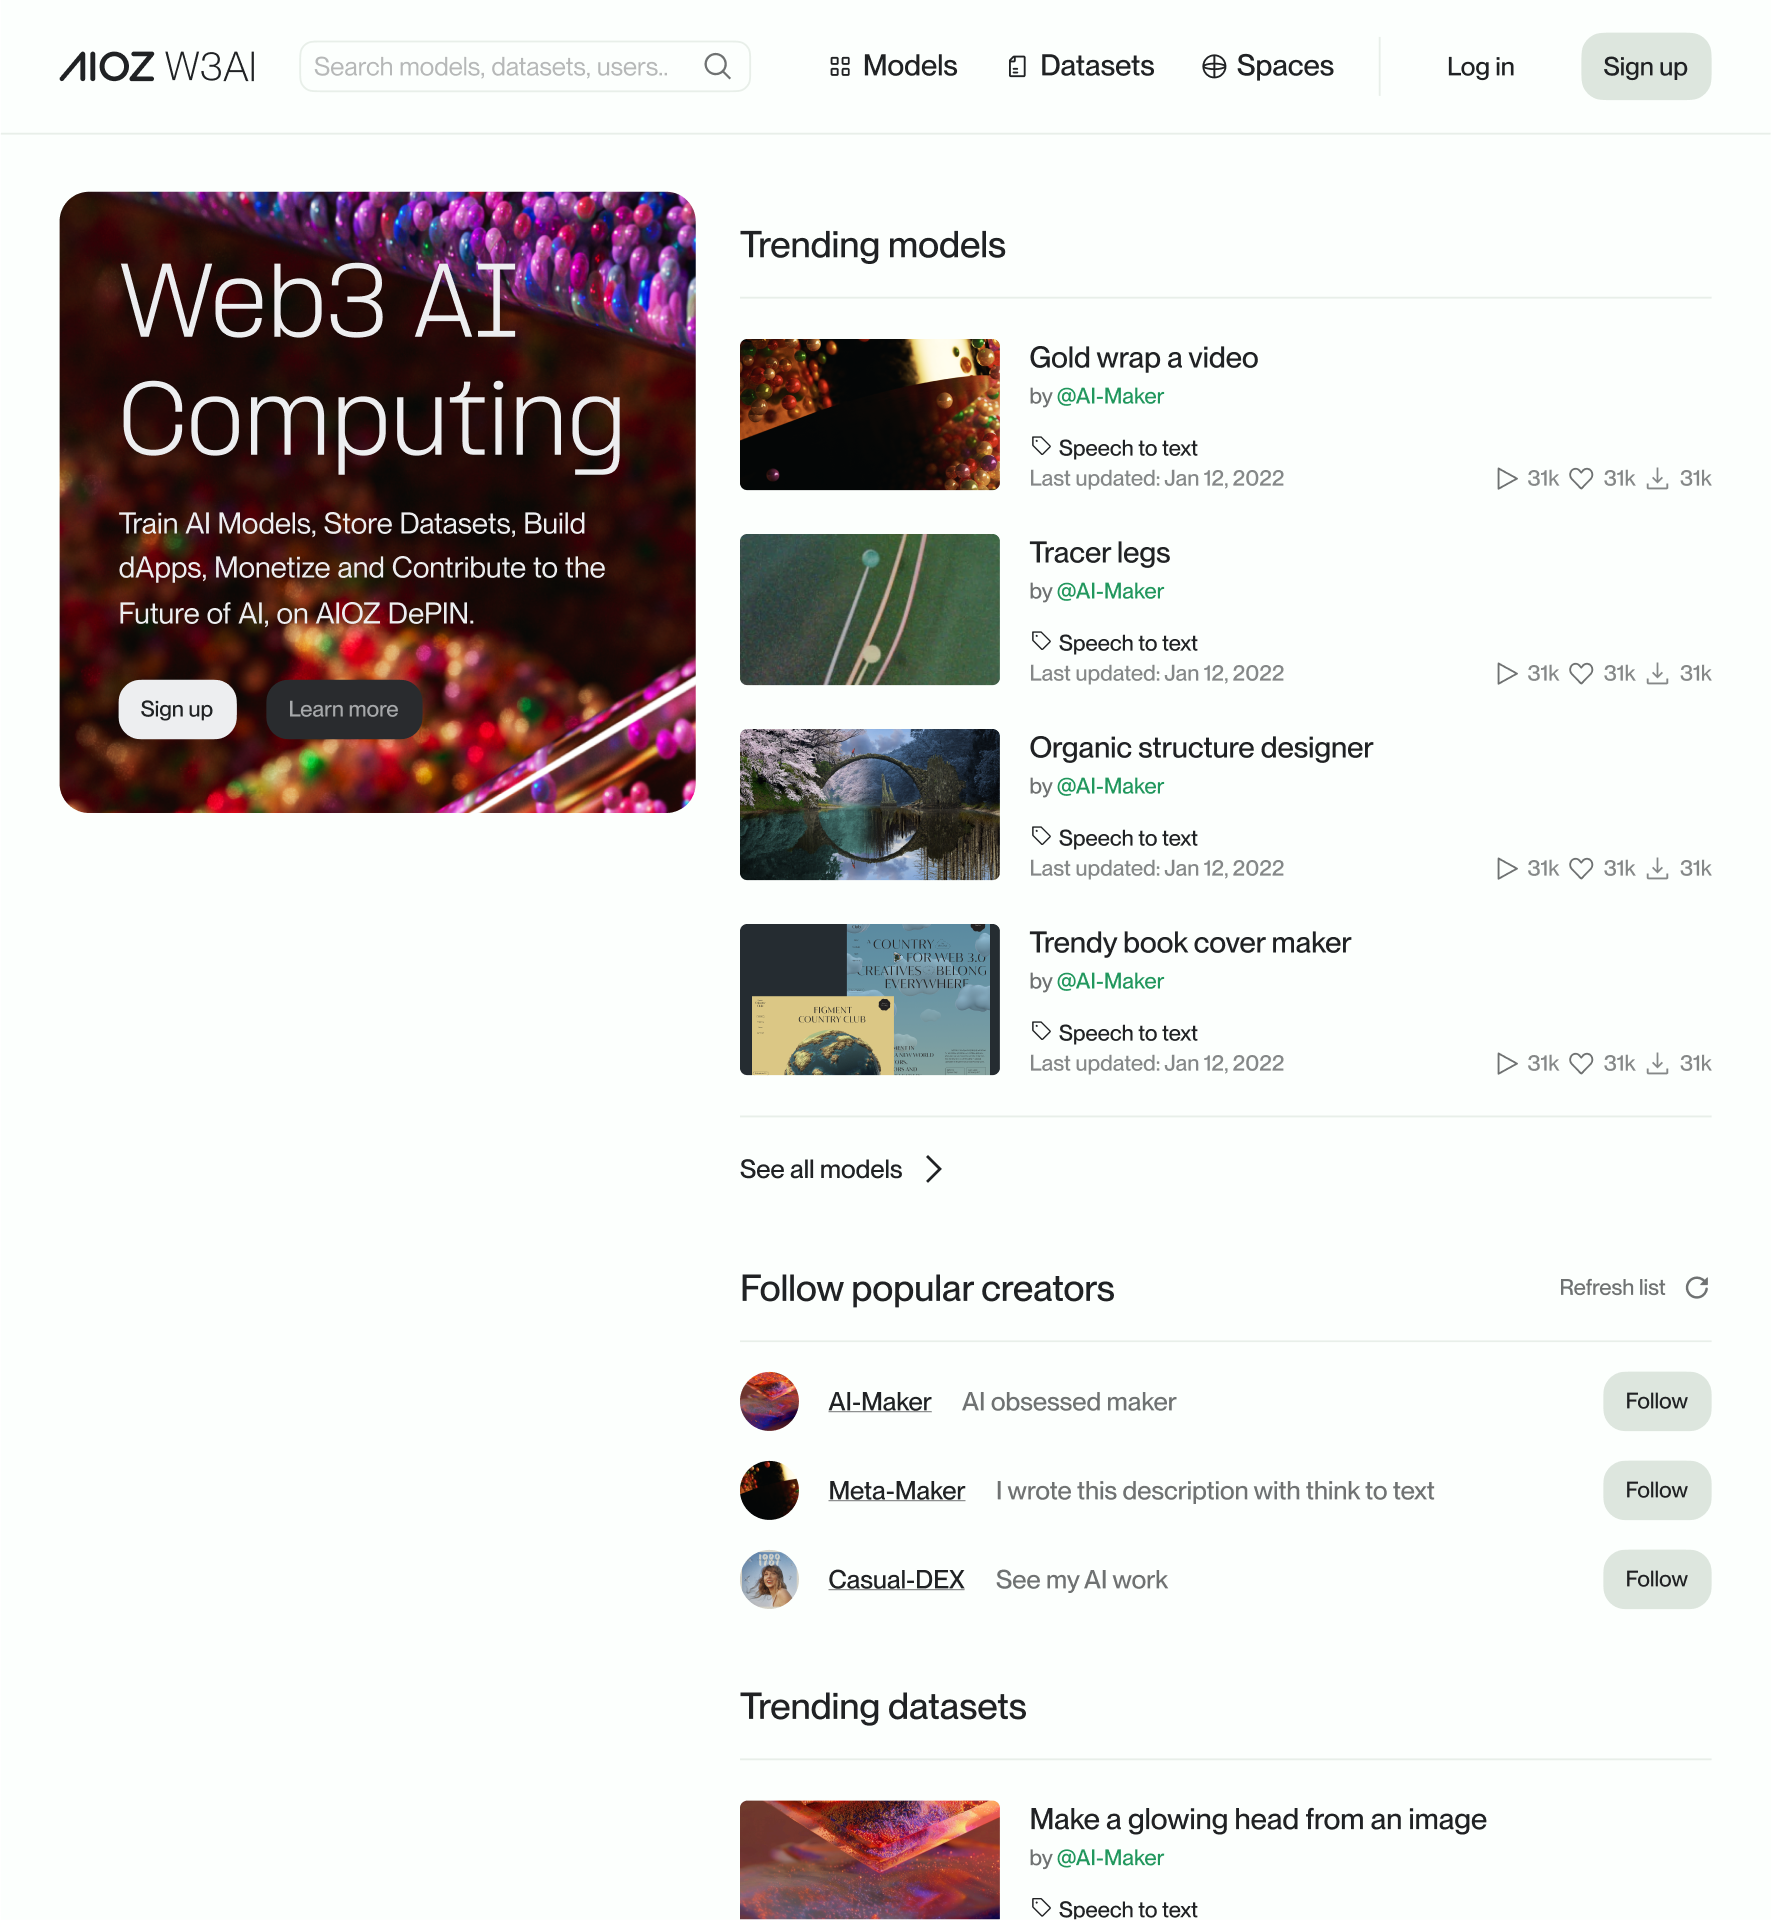 AIOZ W3AI
Search models, datasets, users..
Models
Datasets
Spaces
Log in
Sign up
Web3 AI
Computing
Train AI Models, Store Datasets, Build
dApps, Monetize and Contribute to the
Future of AI, on AIOZ DePIN.
Sign up
Learn more
Trending models
Gold wrap a video
by @AI-Maker
Speech to text
Last updated: Jan 12, 2022
31k 31k 31k
Tracer legs
by @AI-Maker
Speech to text
Last updated: Jan 12, 2022
31k 31k 31k
Organic structure designer
by @AI-Maker
Speech to text
Last updated: Jan 12, 2022
31k 31k 31k
A COUNTRY
FOR WEB 3.0
CREATIVES BELONG
EVERYWHERE
FIGMENT
COUNTRY CLUB
Trendy book cover maker
by @AI-Maker
Speech to text
Last updated: Jan 12, 2022
31k 31k 31k
See all models
Follow popular creators
Refresh list
AI-Maker
AI obsessed maker
Follow
Meta-Maker
I wrote this description with think to text
Follow
Casual-DEX
See my AI work
Follow
Trending datasets
Make a glowing head from an image
by @AI-Maker
Speech to text